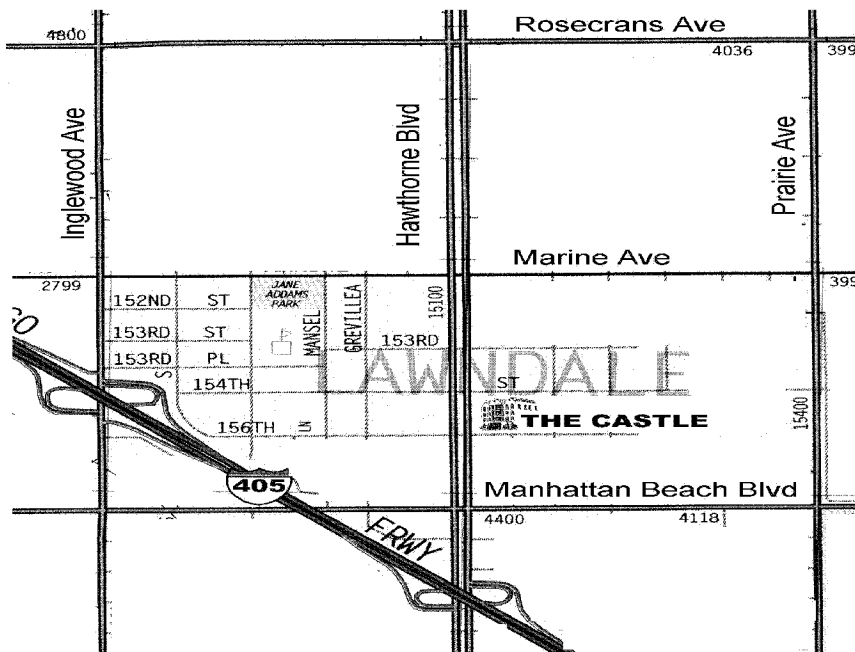 Rosecrans Ave
4800
4036
399
Inglewood Ave
Hawthorne Blvd
Prairie Ave
Marine Ave
2799
399
JANE
ADDAMS
PARK
152ND ST
153RD ST
MANSEL
GREVILLEA
15100
153RD
153RD PL
LAWNDALE
S
154TH
ST
THE CASTLE
15400
156TH
LN
405
Manhattan Beach Blvd
4400
4118
FRWY